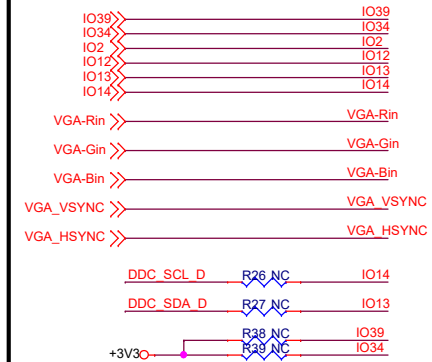 IO39 IO39
IO34 IO34
IO2 IO2
IO12 IO12
IO13 IO13
IO14 IO14
VGA-Rin VGA-Rin
VGA-Gin VGA-Gin
VGA-Bin VGA-Bin
VGA_VSYNC VGA_VSYNC
VGA_HSYNC VGA_HSYNC
DDC_SCL_D R26 NC IO14
DDC_SDA_D R27 NC IO13
R38 NC IO39
+3V3 R39 NC IO34